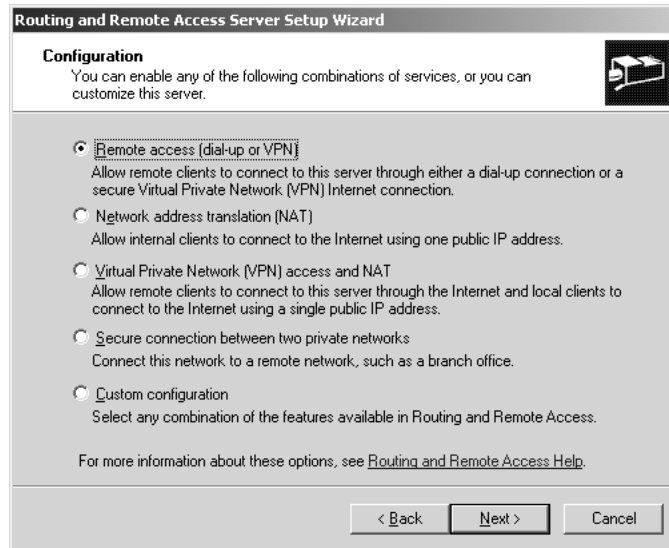 Routing and Remote Access Server Setup Wizard
Configuration
You can enable any of the following combinations of services, or you can
customize this server.
Remote access (dial-up or VPN)
Allow remote clients to connect to this server through either a dial-up connection or a
secure Virtual Private Network (VPN) Internet connection.
Network address translation (NAT)
Allow internal clients to connect to the Internet using one public IP address.
Virtual Private Network (VPN) access and NAT
Allow remote clients to connect to this server through the Internet and local clients to
connect to the Internet using a single public IP address.
Secure connection between two private networks
Connect this network to a remote network, such as a branch office.
Custom configuration
Select any combination of the features available in Routing and Remote Access.
For more information about these options, see Routing and Remote Access Help.
< Back Next > Cancel